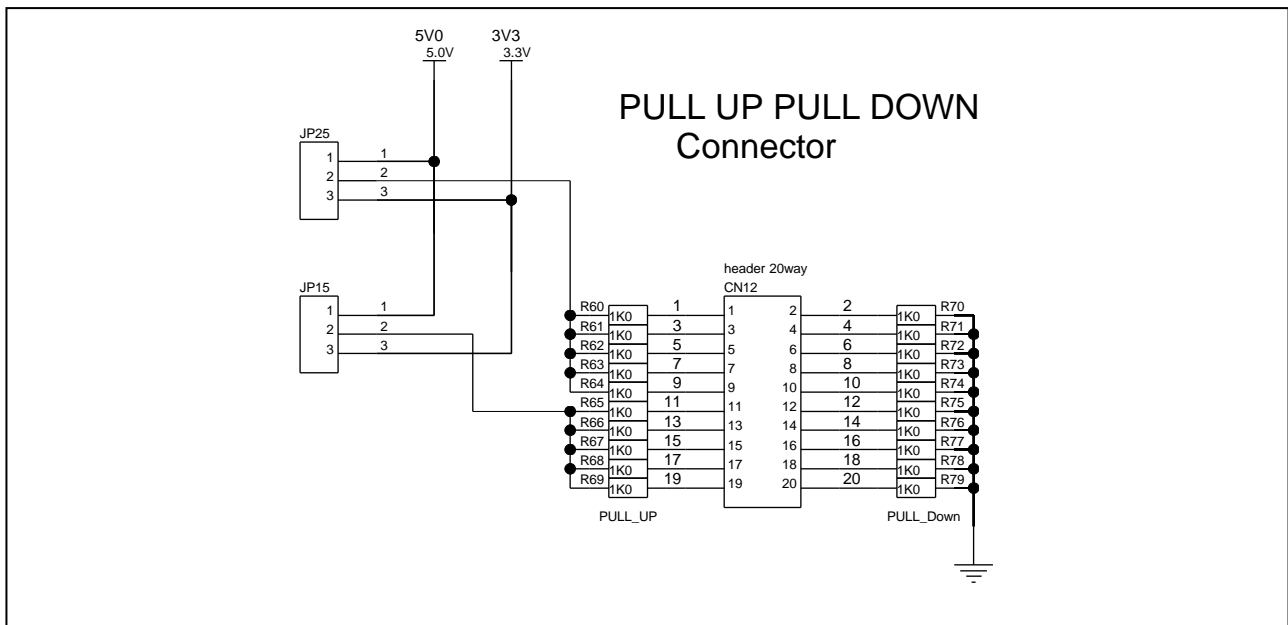 5V0 3V3
5.0V 3.3V
PULL UP PULL DOWN
Connector
JP25
1 1
2 2
3 3
header 20way
CN12
JP15
1 1
2 2
3 3
R60 1K0 1 1 2 2 1K0 R70
R61 1K0 3 3 4 4 1K0 R71
R62 1K0 5 5 6 6 1K0 R72
R63 1K0 7 7 8 8 1K0 R73
R64 1K0 9 9 10 10 1K0 R74
R65 1K0 11 11 12 12 1K0 R75
R66 1K0 13 13 14 14 1K0 R76
R67 1K0 15 15 16 16 1K0 R77
R68 1K0 17 17 18 18 1K0 R78
R69 1K0 19 19 20 20 1K0 R79
PULL_UP PULL_Down